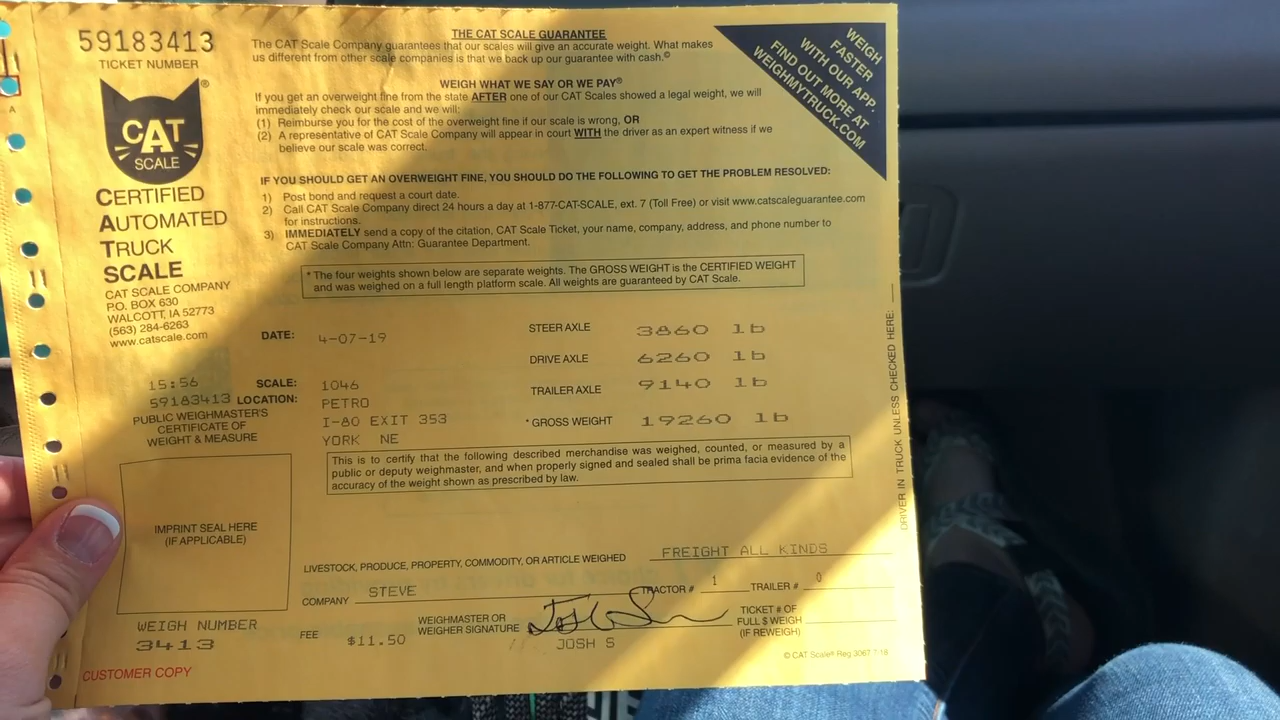 59183413
TICKET NUMBER
CAT
SCALE
®
CERTIFIED
AUTOMATED
TRUCK
SCALE
CAT SCALE COMPANY
P.O. BOX 630
WALCOTT, IA 52773
(563) 284-6263
www.catscale.com
THE CAT SCALE GUARANTEE
The CAT Scale Company guarantees that our scales will give an accurate weight. What makes
us different from other scale companies is that we back up our guarantee with cash.©
WEIGH WHAT WE SAY OR WE PAY®
If you get an overweight fine from the state AFTER one of our CAT Scales showed a legal weight, we will
immediately check our scale and we will:
(1) Reimburse you for the cost of the overweight fine if our scale is wrong, OR
(2) A representative of CAT Scale Company will appear in court WITH the driver as an expert witness if we
believe our scale was correct.
WEIGH
FASTER
WITH OUR APP.
FIND OUT MORE AT
WEIGHMYTRUCK.COM
IF YOU SHOULD GET AN OVERWEIGHT FINE, YOU SHOULD DO THE FOLLOWING TO GET THE PROBLEM RESOLVED:
1) Post bond and request a court date.
2) Call CAT Scale Company direct 24 hours a day at 1-877-CAT-SCALE, ext. 7 (Toll Free) or visit www.catscaleguarantee.com
for instructions.
3) IMMEDIATELY send a copy of the citation, CAT Scale Ticket, your name, company, address, and phone number to
CAT Scale Company Attn: Guarantee Department.
* The four weights shown below are separate weights. The GROSS WEIGHT is the CERTIFIED WEIGHT
and was weighed on a full length platform scale. All weights are guaranteed by CAT Scale.
DATE: 4-07-19
STEER AXLE 3860 lb
DRIVE AXLE 6260 lb
TRAILER AXLE 9140 lb
* GROSS WEIGHT 19260 lb
15:56
59183413
PUBLIC WEIGHMASTER'S
CERTIFICATE OF
WEIGHT & MEASURE
SCALE: 1046
LOCATION: PETRO
I-80 EXIT 353
YORK NE
This is to certify that the following described merchandise was weighed, counted, or measured by a
public or deputy weighmaster, and when properly signed and sealed shall be prima facia evidence of the
accuracy of the weight shown as prescribed by law.
DRIVER IN TRUCK UNLESS CHECKED HERE:
IMPRINT SEAL HERE
(IF APPLICABLE)
LIVESTOCK, PRODUCE, PROPERTY, COMMODITY, OR ARTICLE WEIGHED FREIGHT ALL KINDS
COMPANY STEVE TRACTOR # 1 TRAILER # 0
WEIGH NUMBER
3413
FEE $11.50
WEIGHMASTER OR
WEIGHER SIGNATURE
JOSH S
TICKET # OF
FULL $ WEIGH
(IF REWEIGH)
CUSTOMER COPY
© CAT Scale® Reg 3067 7.18